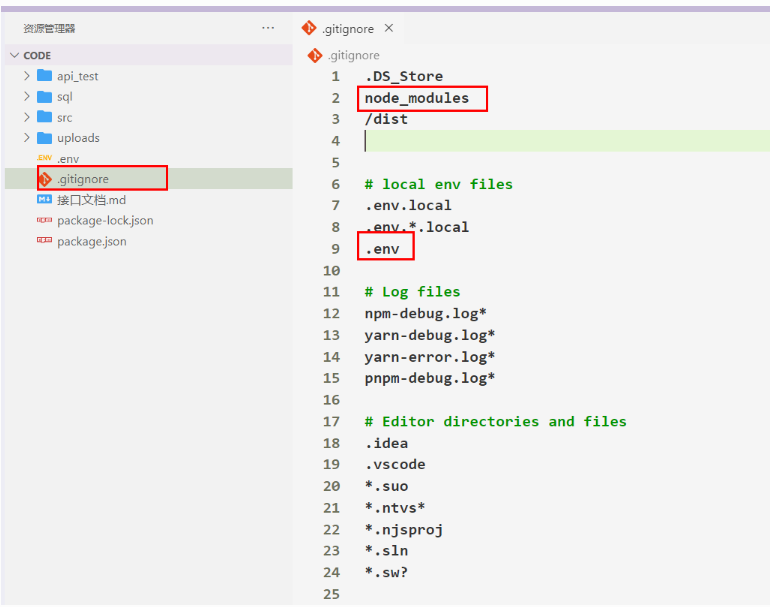 资源管理器 ···
CODE
api_test
sql
src
uploads
.ENV .env
.gitignore
M↓ 接口文档.md
package-lock.json
package.json
.gitignore ×
.gitignore
1 .DS_Store
2 node_modules
3 /dist
4
5
6 # local env files
7 .env.local
8 .env.*.local
9 .env
10
11 # Log files
12 npm-debug.log*
13 yarn-debug.log*
14 yarn-error.log*
15 pnpm-debug.log*
16
17 # Editor directories and files
18 .idea
19 .vscode
20 *.suo
21 *.ntvs*
22 *.njsproj
23 *.sln
24 *.sw?
25